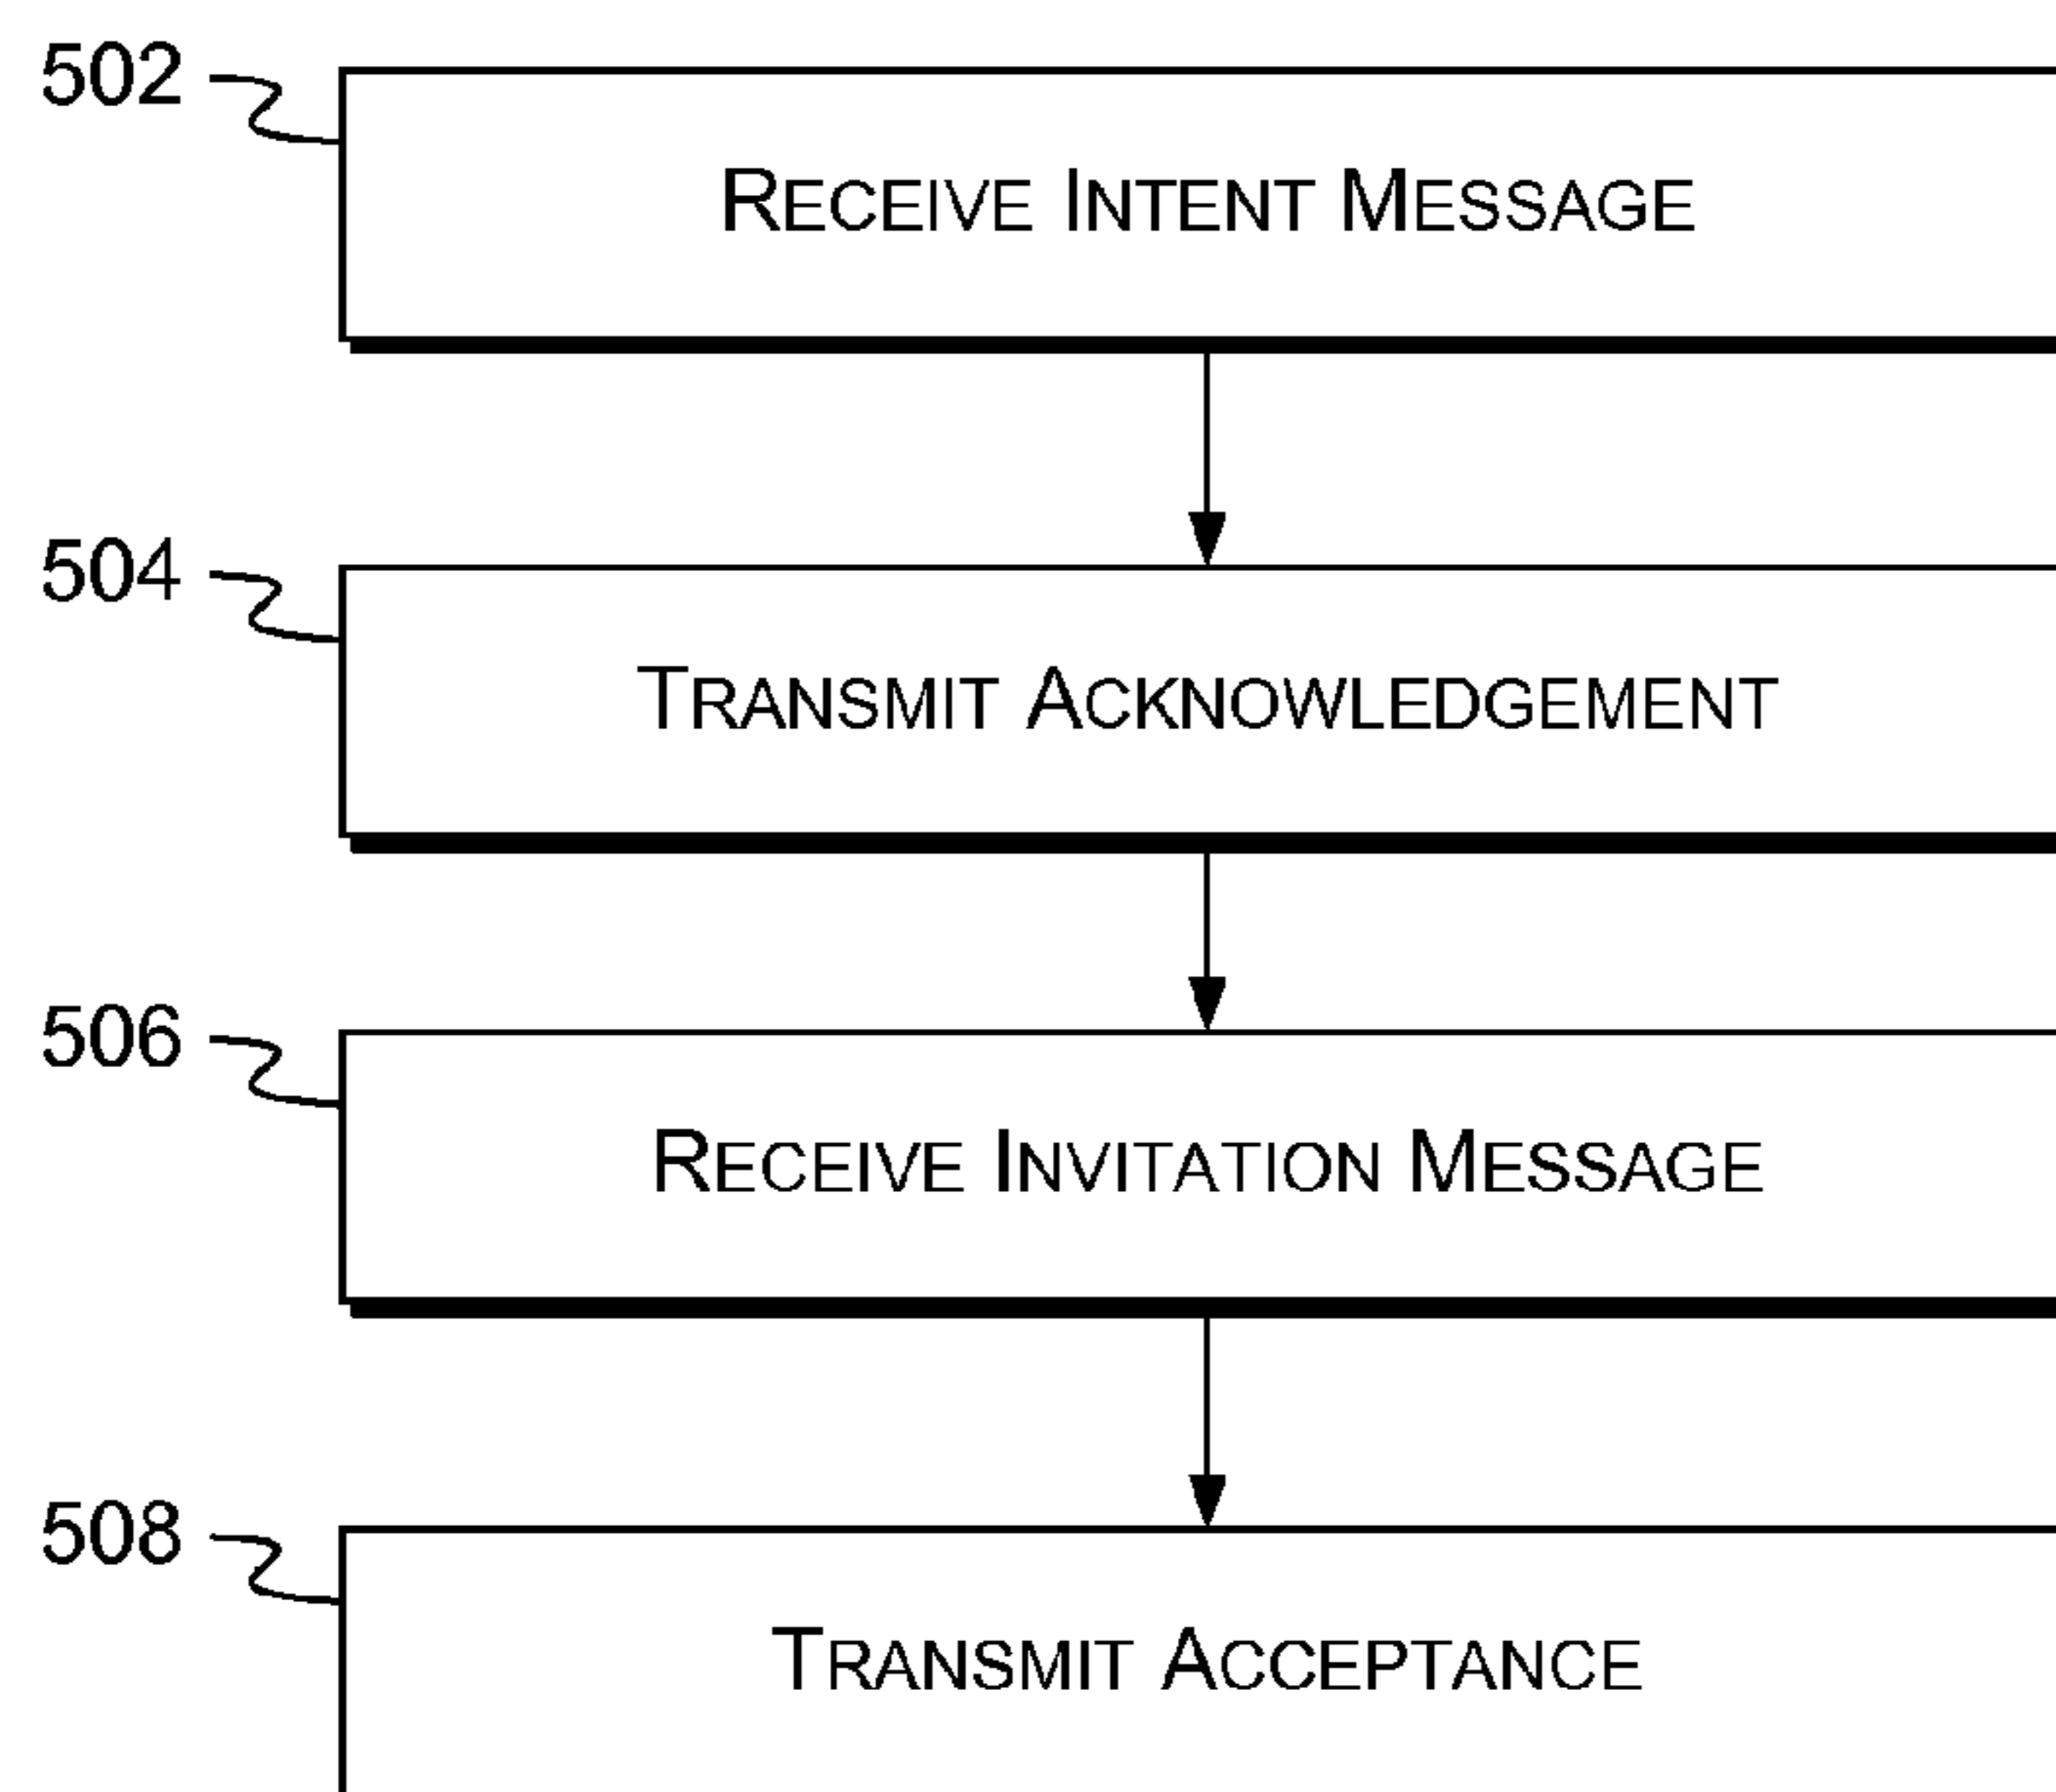 502
RECEIVE INTENT MESSAGE
504
TRANSMIT ACKNOWLEDGEMENT
506
RECEIVE INVITATION MESSAGE
508
TRANSMIT ACCEPTANCE